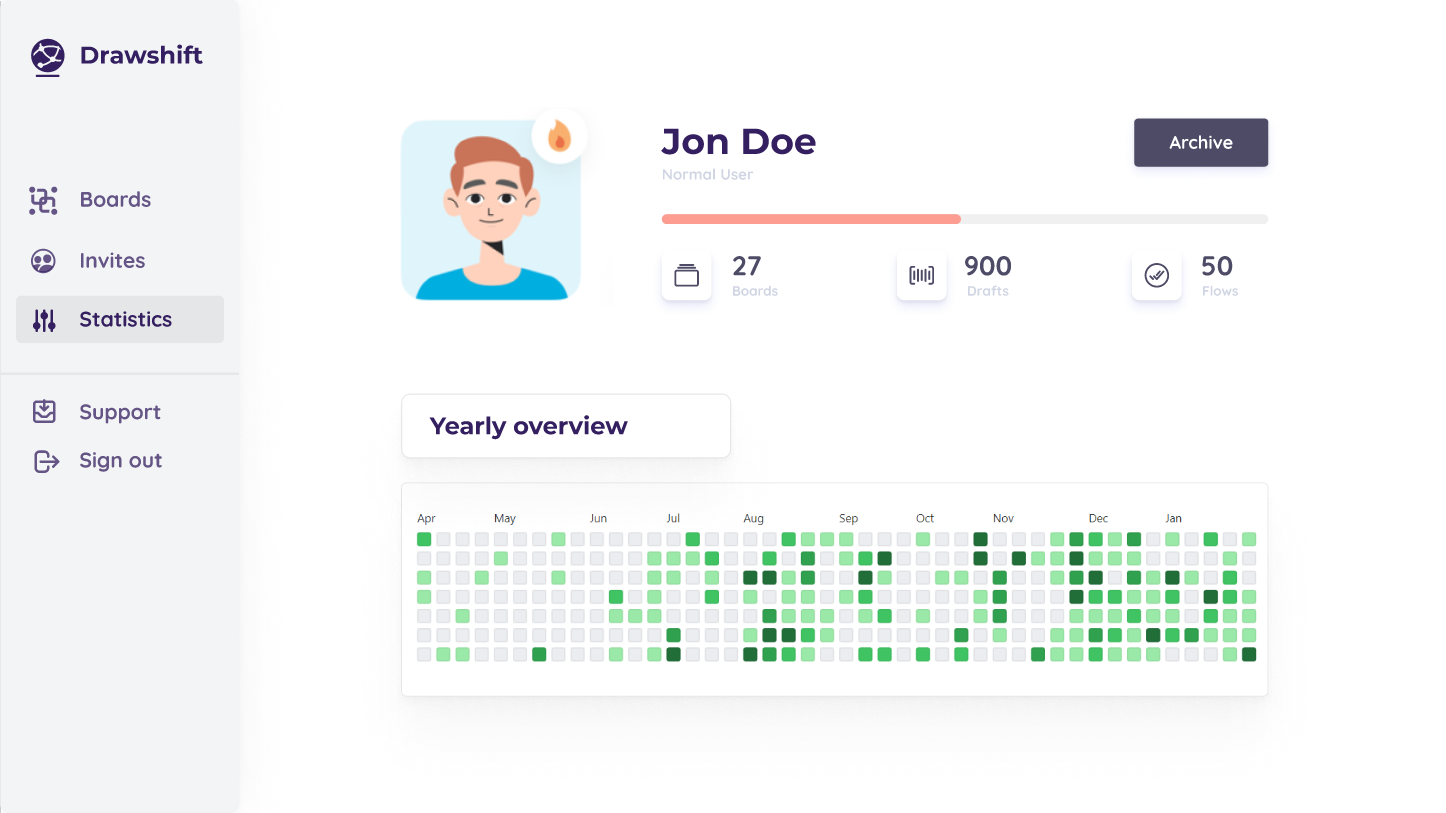 Drawshift
Boards
Invites
Statistics
Support
Sign out
Jon Doe
Normal User
Archive
27
Boards
900
Drafts
50
Flows
Yearly overview
Apr May Jun Jul Aug Sep Oct Nov Dec Jan